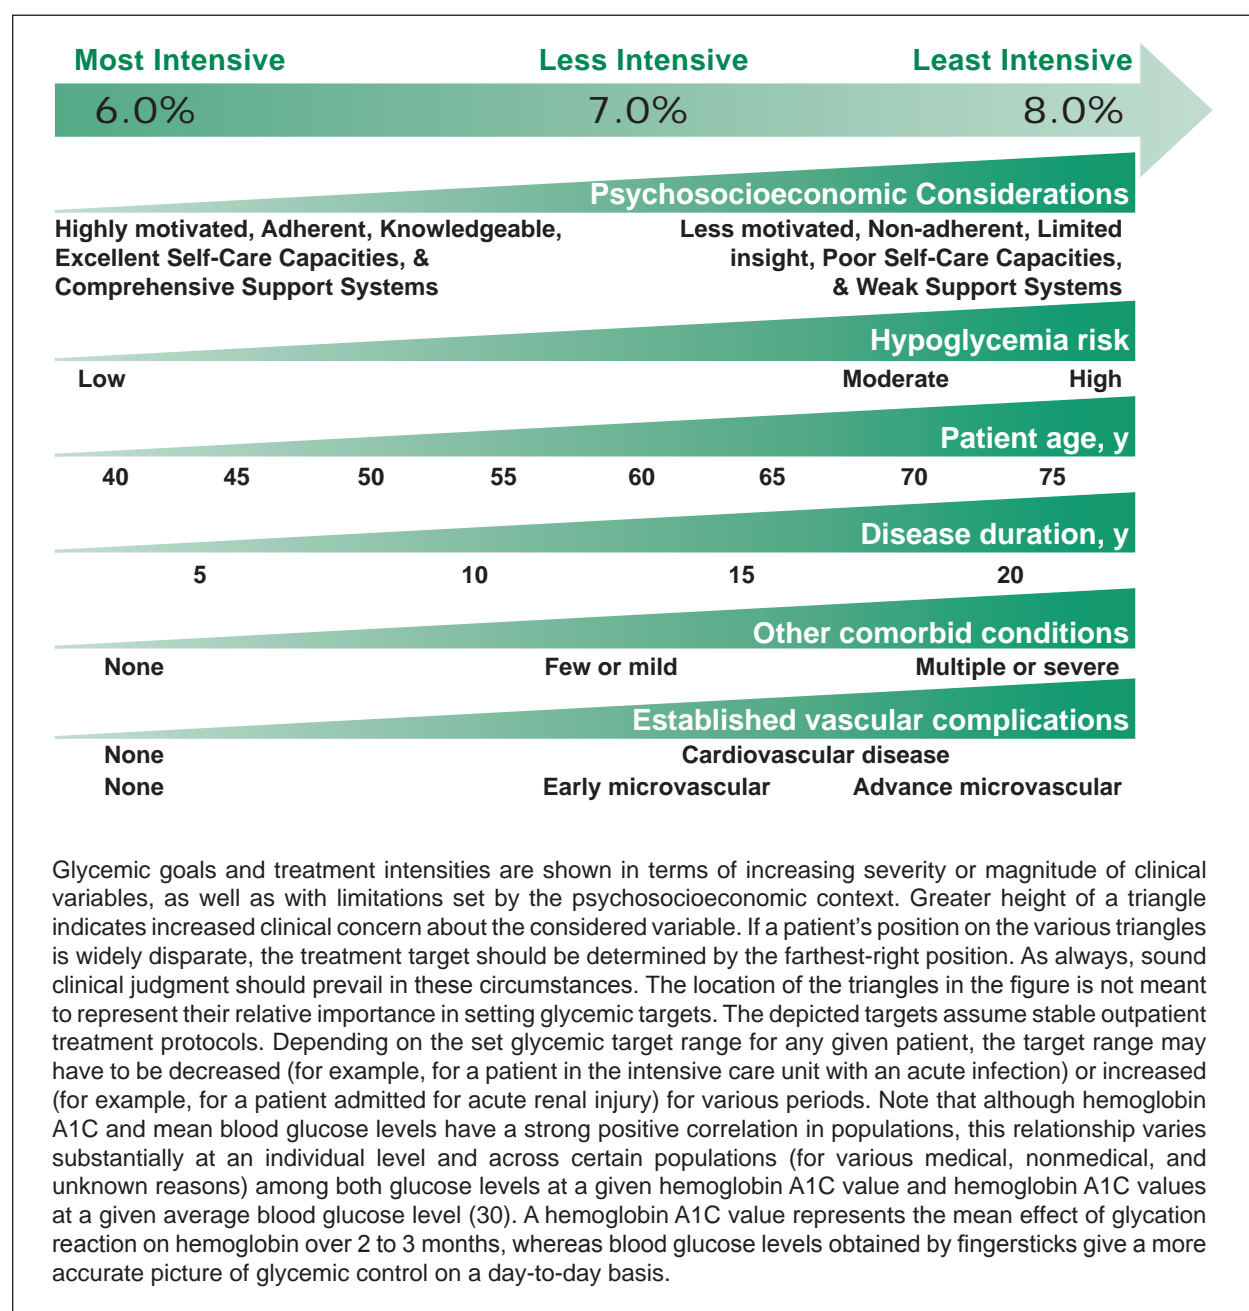 Most Intensive Less Intensive Least Intensive
6.0% 7.0% 8.0%
Psychosocioeconomic Considerations
Highly motivated, Adherent, Knowledgeable,
Excellent Self-Care Capacities, &
Comprehensive Support Systems
Less motivated, Non-adherent, Limited
insight, Poor Self-Care Capacities,
& Weak Support Systems
Hypoglycemia risk
Low Moderate High
Patient age, y
40 45 50 55 60 65 70 75
Disease duration, y
5 10 15 20
Other comorbid conditions
None Few or mild Multiple or severe
Established vascular complications
None Cardiovascular disease
None Early microvascular Advance microvascular
Glycemic goals and treatment intensities are shown in terms of increasing severity or magnitude of clinical
variables, as well as with limitations set by the psychosocioeconomic context. Greater height of a triangle
indicates increased clinical concern about the considered variable. If a patient's position on the various triangles
is widely disparate, the treatment target should be determined by the farthest-right position. As always, sound
clinical judgment should prevail in these circumstances. The location of the triangles in the figure is not meant
to represent their relative importance in setting glycemic targets. The depicted targets assume stable outpatient
treatment protocols. Depending on the set glycemic target range for any given patient, the target range may
have to be decreased (for example, for a patient in the intensive care unit with an acute infection) or increased
(for example, for a patient admitted for acute renal injury) for various periods. Note that although hemoglobin
A1C and mean blood glucose levels have a strong positive correlation in populations, this relationship varies
substantially at an individual level and across certain populations (for various medical, nonmedical, and
unknown reasons) among both glucose levels at a given hemoglobin A1C value and hemoglobin A1C values
at a given average blood glucose level (30). A hemoglobin A1C value represents the mean effect of glycation
reaction on hemoglobin over 2 to 3 months, whereas blood glucose levels obtained by fingersticks give a more
accurate picture of glycemic control on a day-to-day basis.